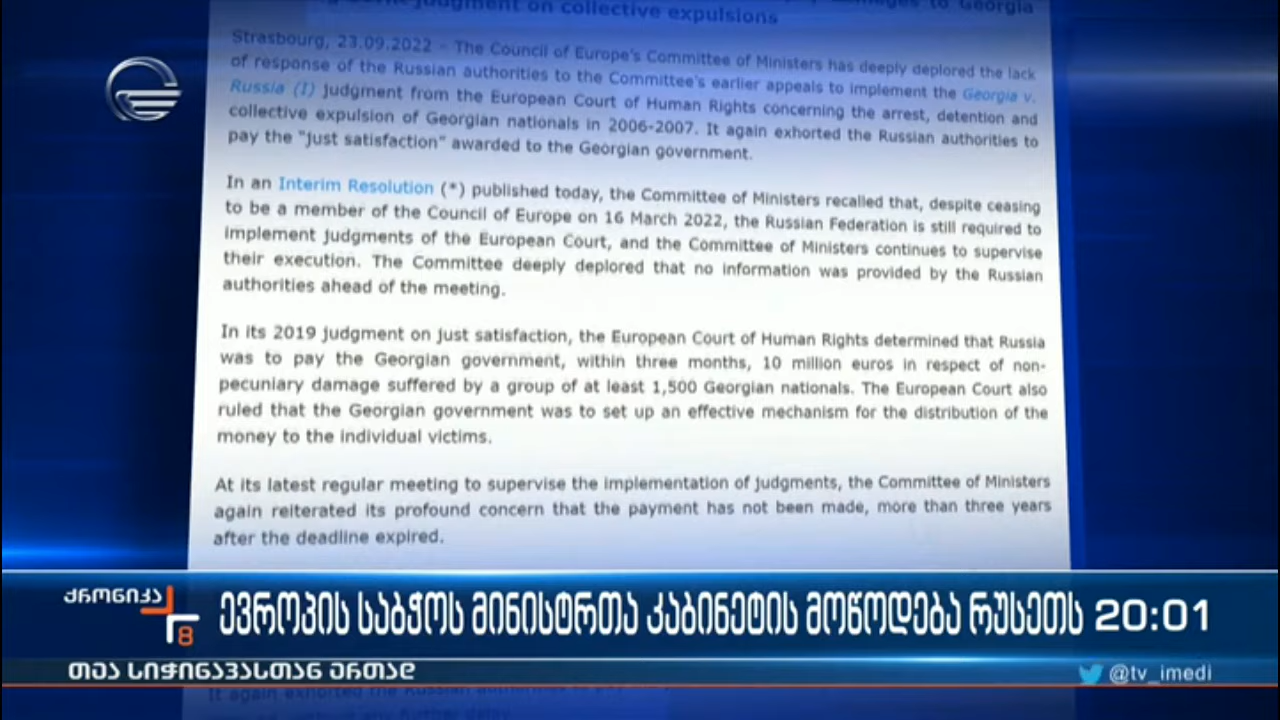 judgment on collective expulsions
Strasbourg, 23.09.2022 – The Council of Europe's Committee of Ministers has deeply deplored the lack
of response of the Russian authorities to the Committee's earlier appeals to implement the Georgia v.
Russia (I) judgment from the European Court of Human Rights concerning the arrest, detention and
collective expulsion of Georgian nationals in 2006-2007. It again exhorted the Russian authorities to
pay the "just satisfaction" awarded to the Georgian government.
In an Interim Resolution (*) published today, the Committee of Ministers recalled that, despite ceasing
to be a member of the Council of Europe on 16 March 2022, the Russian Federation is still required to
implement judgments of the European Court, and the Committee of Ministers continues to supervise
their execution. The Committee deeply deplored that no information was provided by the Russian
authorities ahead of the meeting.
In its 2019 judgment on just satisfaction, the European Court of Human Rights determined that Russia
was to pay the Georgian government, within three months, 10 million euros in respect of non-
pecuniary damage suffered by a group of at least 1,500 Georgian nationals. The European Court also
ruled that the Georgian government was to set up an effective mechanism for the distribution of the
money to the individual victims.
At its latest regular meeting to supervise the implementation of judgments, the Committee of Ministers
again reiterated its profound concern that the payment has not been made, more than three years
after the deadline expired.
ქრონიკა
8
ევროპის საბჭოს მინისტრთა კაბინეტის მოწოდება რუსეთს 20:01
თეა სიჭინავასთან ერთად
@tv_imedi
It again exhorted the Russian authorities to pay